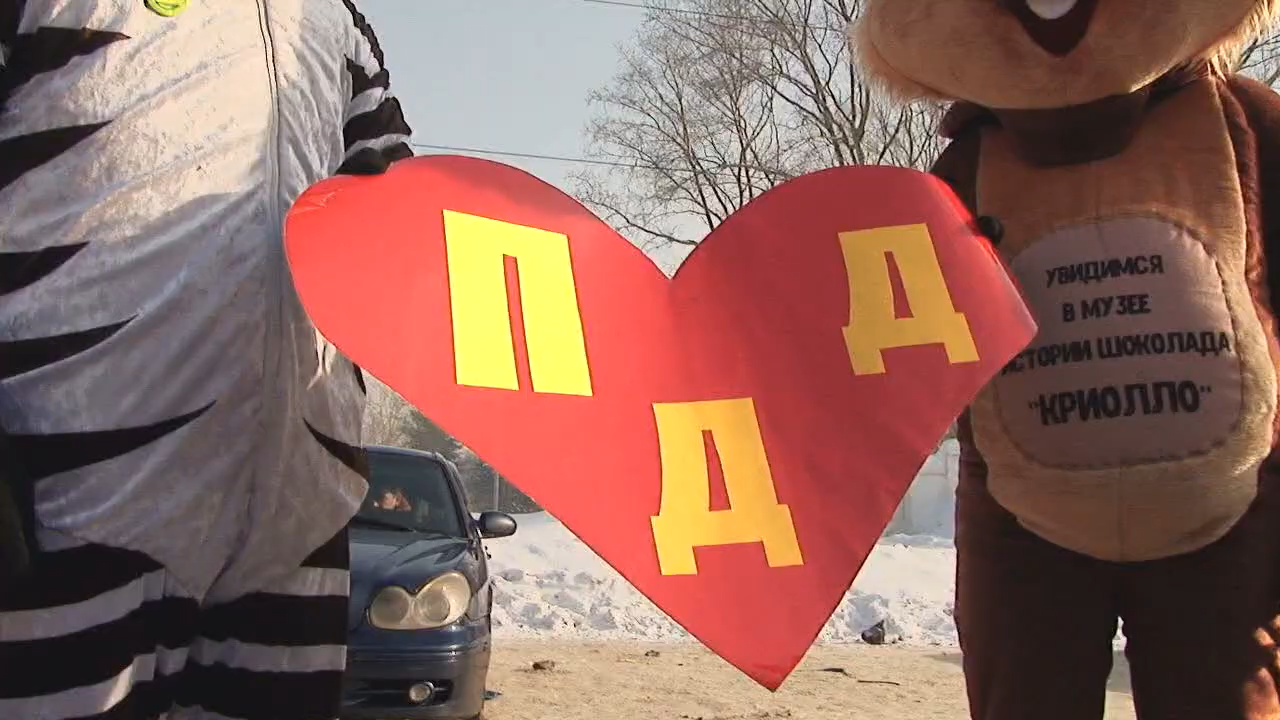 П Д
Д
УВИДИМСЯ
В МУЗЕЕ
ИСТОРИИ ШОКОЛАДА
"КРИОЛЛО"